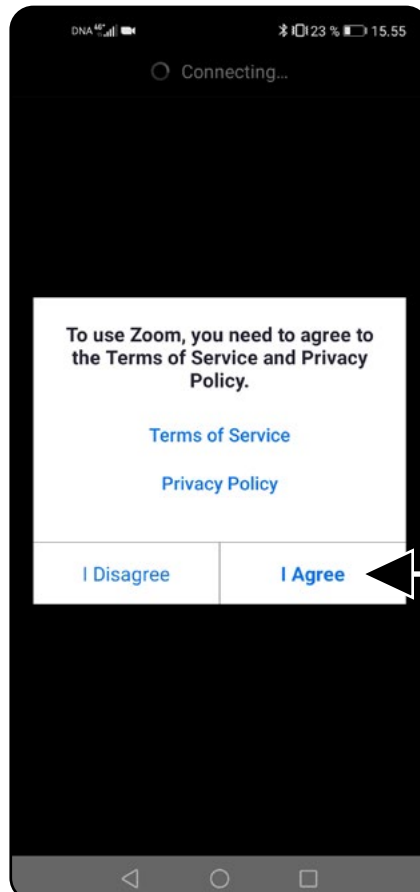 DNA 4G+ 23 % 15.55
Connecting...
To use Zoom, you need to agree to
the Terms of Service and Privacy
Policy.
Terms of Service
Privacy Policy
I Disagree I Agree